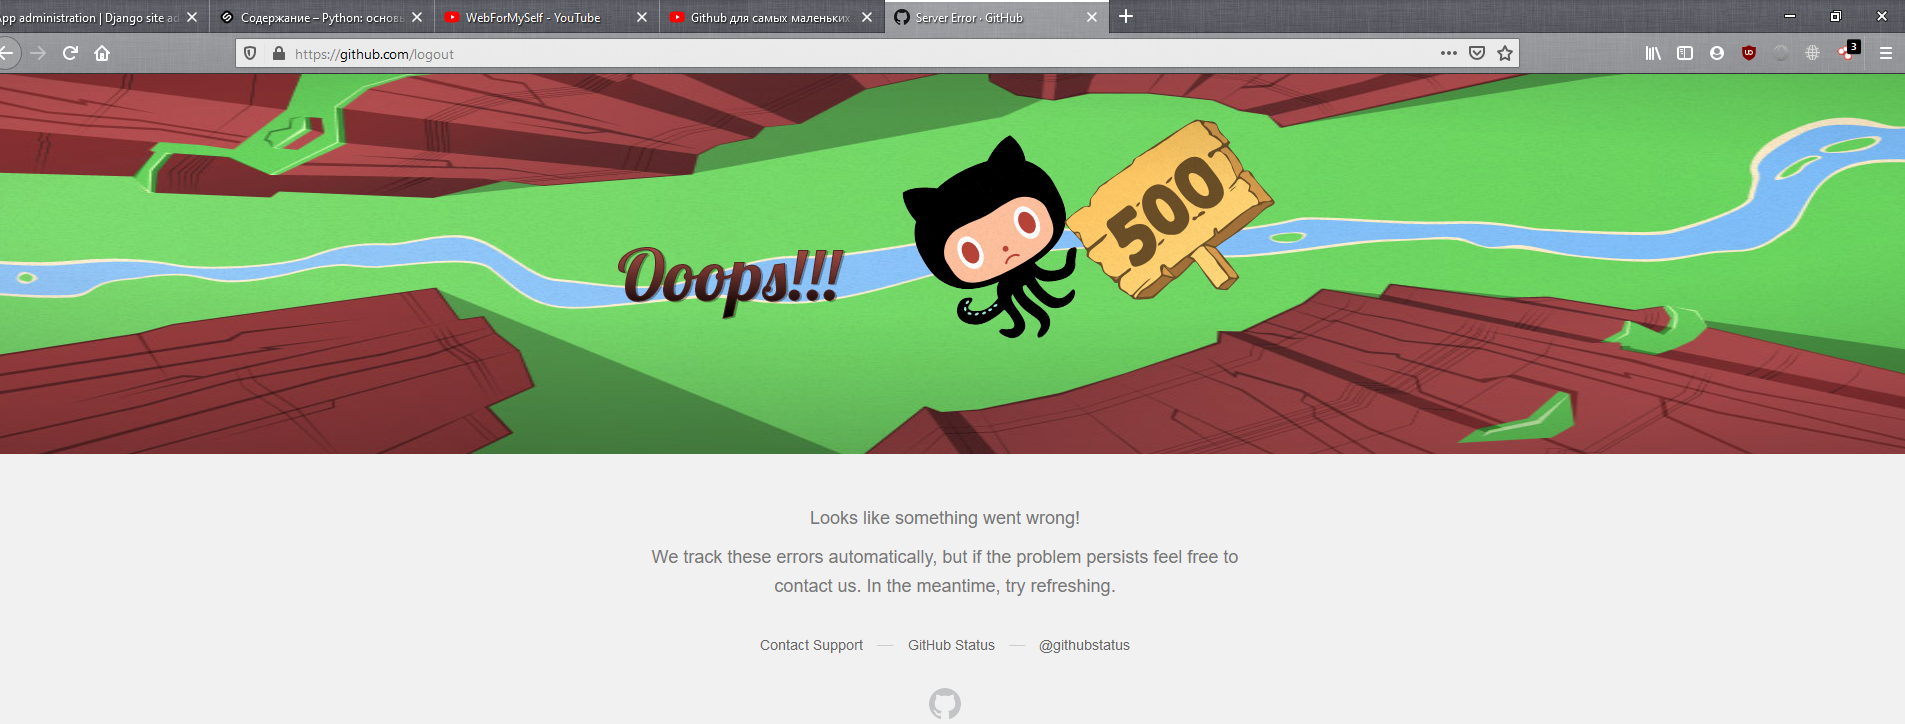 pp administration | Django site ad
Содержание – Python: основы
WebForMySelf - YouTube
Github для самых маленьких
Server Error · GitHub
https://github.com/logout
3
Ooops!!!
500
Looks like something went wrong!
We track these errors automatically, but if the problem persists feel free to
contact us. In the meantime, try refreshing.
Contact Support — GitHub Status — @githubstatus